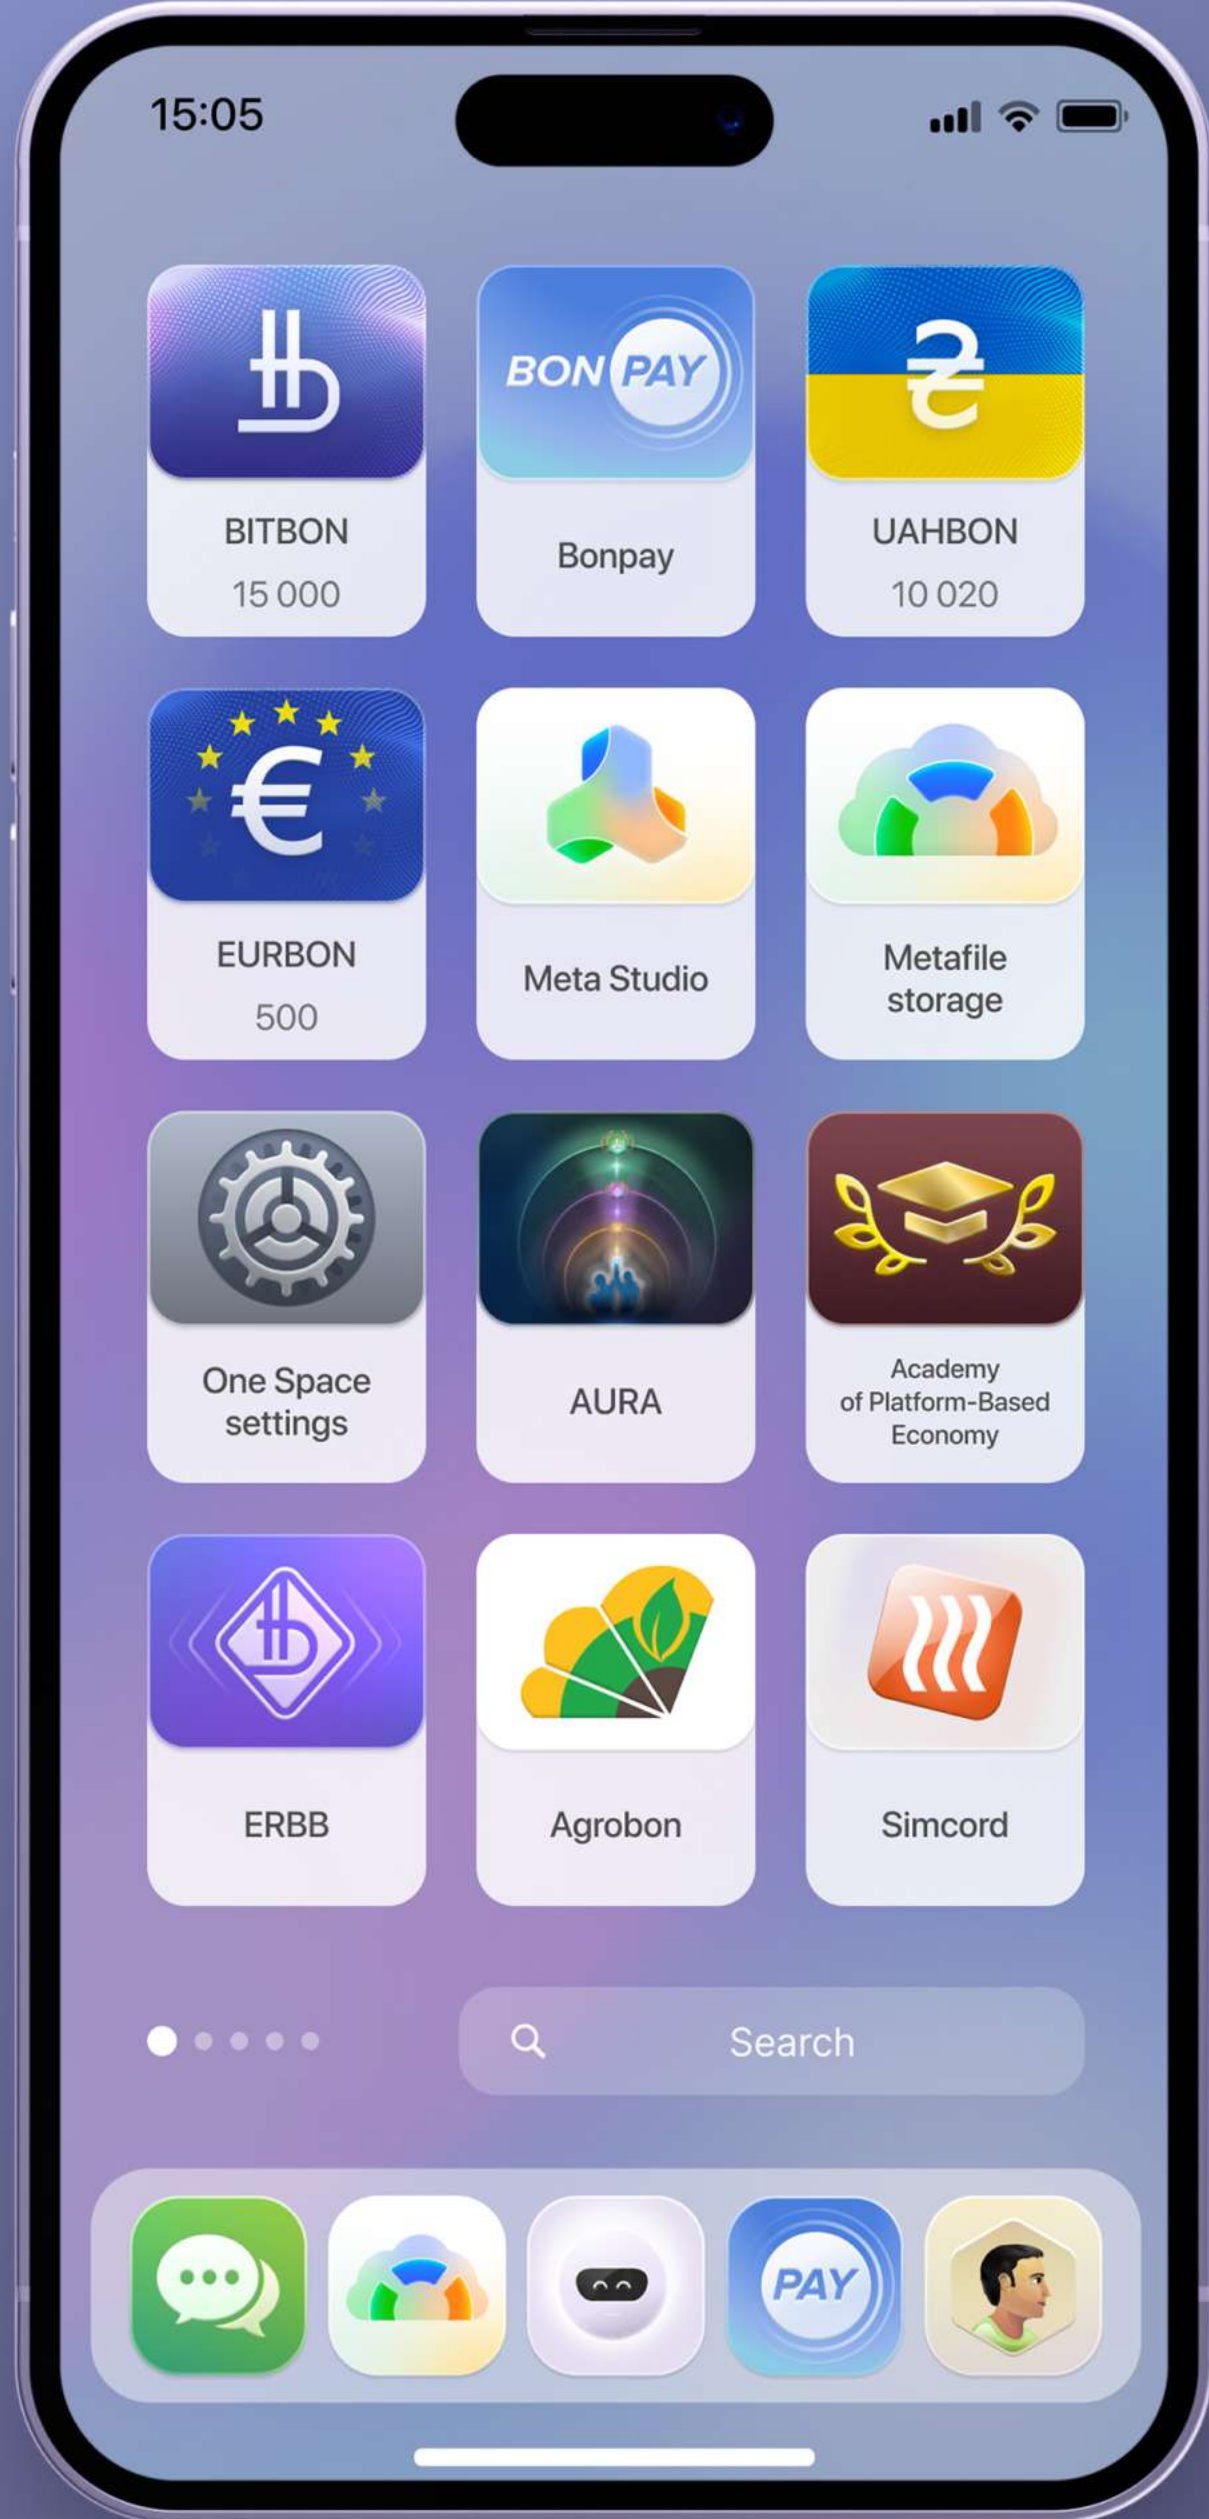 15:05
BON PAY
BITBON
15 000
Bonpay
UAHBON
10 020
EURBON
500
Meta Studio
Metafile
storage
One Space
settings
AURA
Academy
of Platform-Based
Economy
ERBB
Agrobon
Simcord
Search
PAY